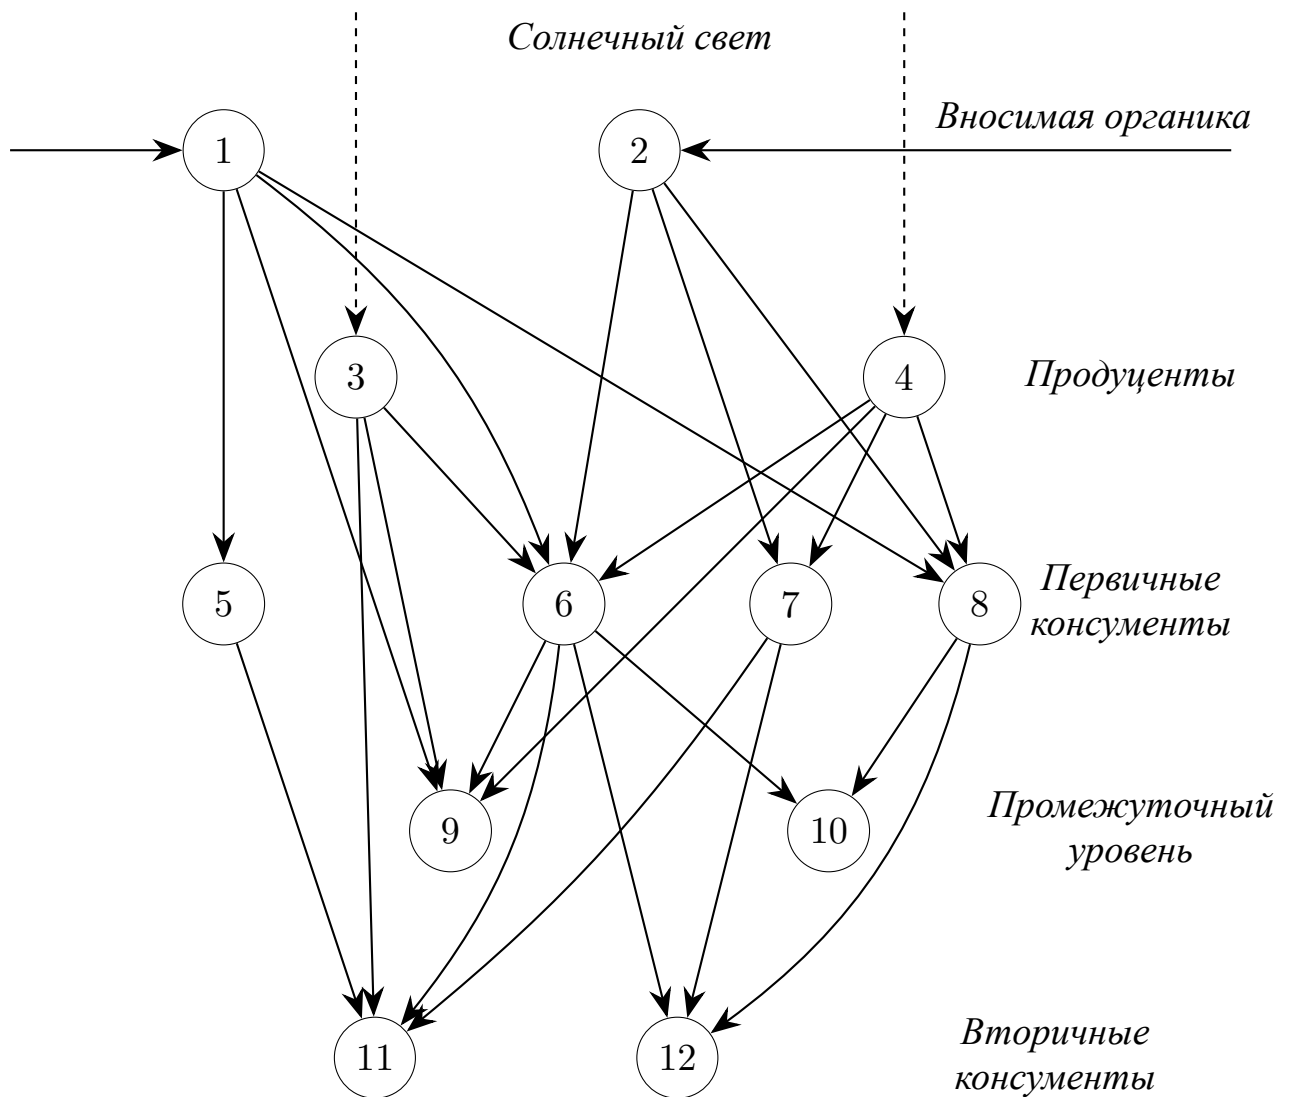 Солнечный свет
Вносимая органика
1
2
3
4
Продуценты
5
6
7
8
Первичные
консументы
9
10
Промежуточный
уровень
11
12
Вторичные
консументы